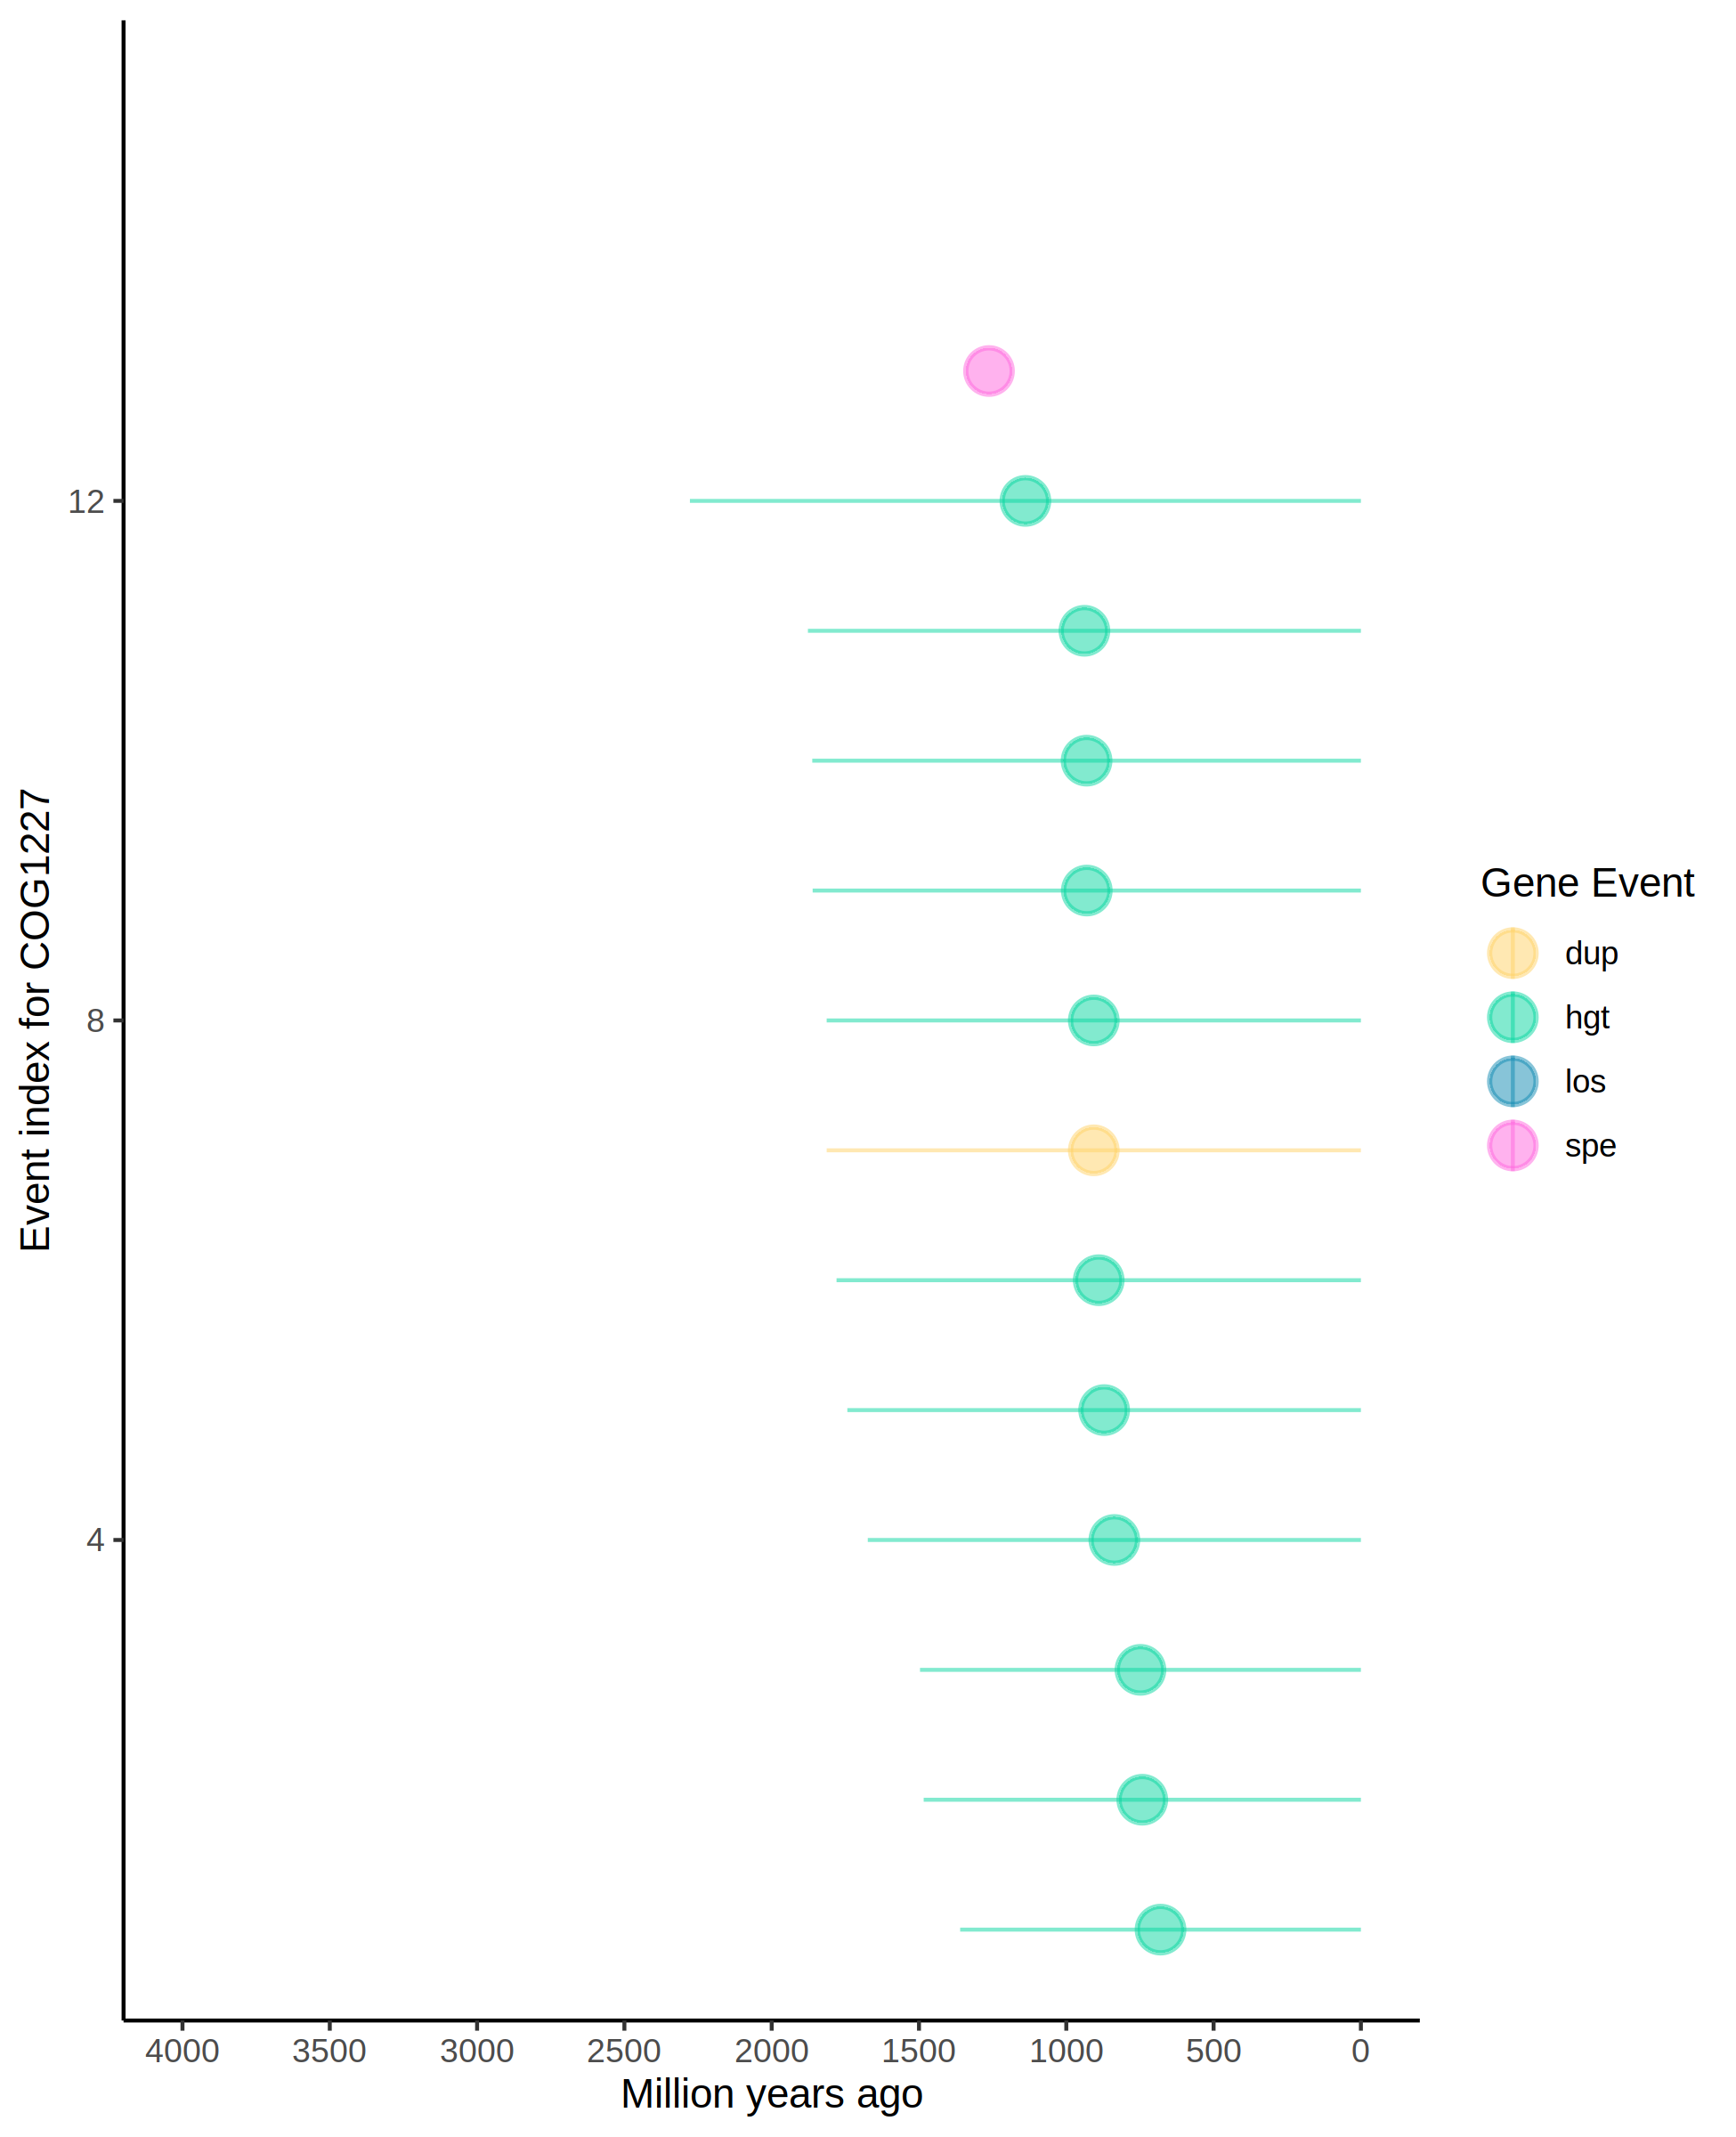 Event index for COG1227
12
8
4
4000 3500 3000 2500 2000 1500 1000 500 0
Million years ago
Gene Event
dup
hgt
los
spe